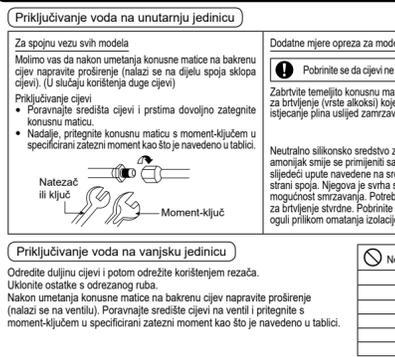 Priključivanje voda na unutarnju jedinicu
Za spojnu vezu svih modela
Molimo vas da nakon umetanja konusne matice na bakrenu
cijev napravite proširenje (nalazi se na dijelu spoja sklopa
cijevi). (U slučaju korištenja duge cijevi)
Priključivanje cijevi
• Poravnajte središta cijevi i prstima dovoljno zategnite
konusnu maticu.
• Nadalje, pritegnite konusnu maticu s moment-ključem u
specificirani zatezni moment kao što je navedeno u tablici.
Natezač
ili ključ
Moment-ključ
Dodatne mjere opreza za mode
Pobrinite se da cijevi ne
Zabrtvite temeljito konusnu ma
za brtvljenje (vrste alkoksi) koje
istjecanje plina uslijed zamrzav
Neutralno silikonsko sredstvo z
amonijak smije se primijeniti sa
slijedeći upute navedene na sre
strani spoja. Njegova je svrha s
mogućnost smrzavanja. Potreb
za brtvljenje stvrdne. Pobrinite
oguli prilikom omatanja izolacije
Priključivanje voda na vanjsku jedinicu
Odredite duljinu cijevi i potom odrežite korištenjem rezača.
Uklonite ostatke s odrezanog ruba.
Nakon umetanja konusne matice na bakrenu cijev napravite proširenje
(nalazi se na ventilu). Poravnajte središte cijevi na ventil i pritegnite s
moment-ključem u specificirani zatezni moment kao što je navedeno u tablici.